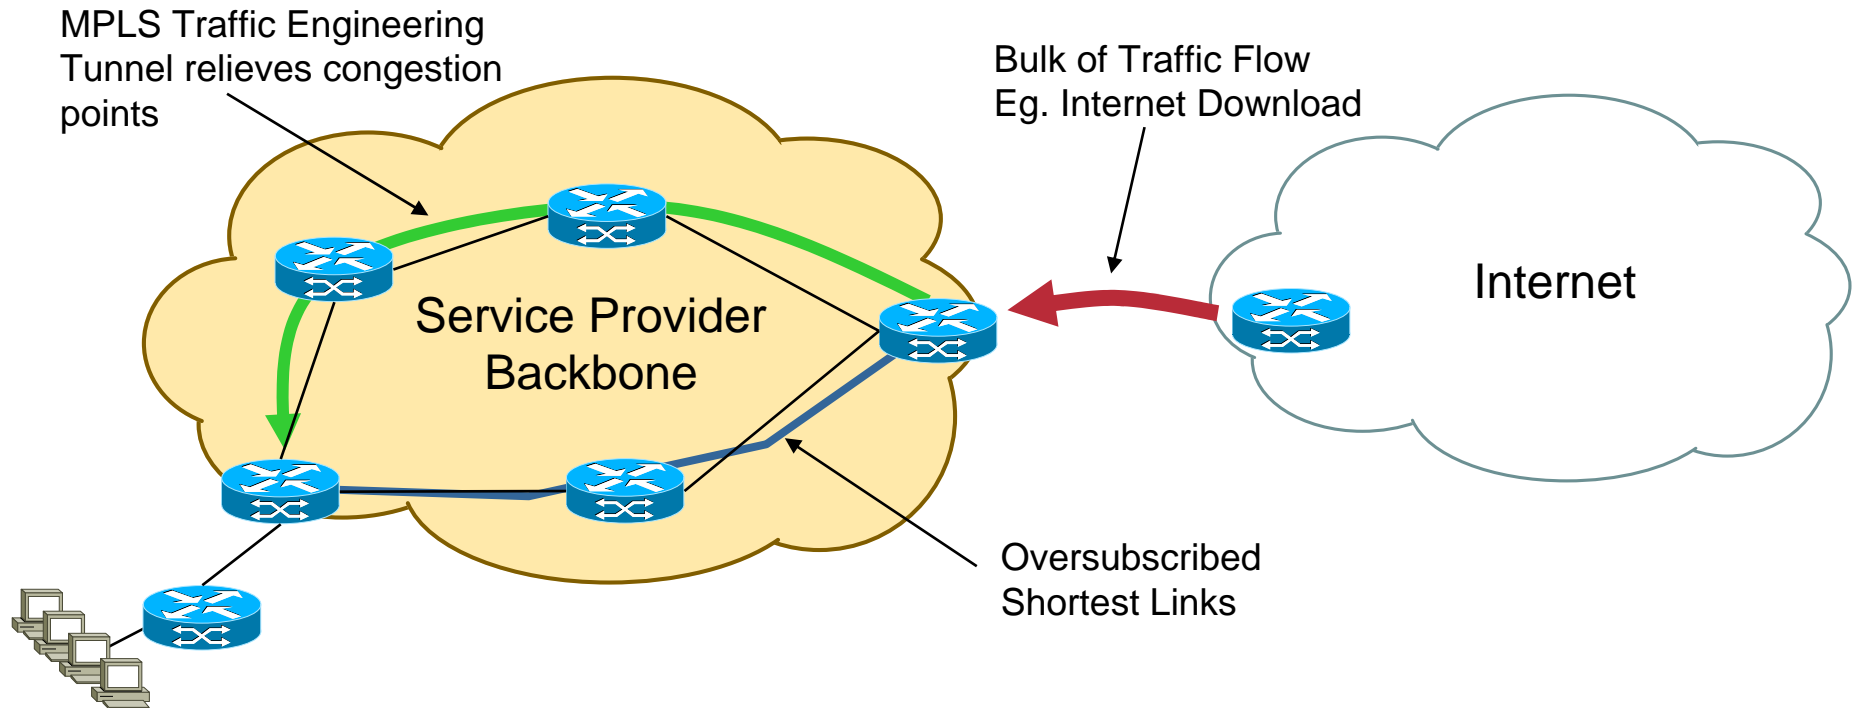 MPLS Traffic Engineering
Tunnel relieves congestion
points
Bulk of Traffic Flow
Eg. Internet Download
Internet
Service Provider
Backbone
Oversubscribed
Shortest Links